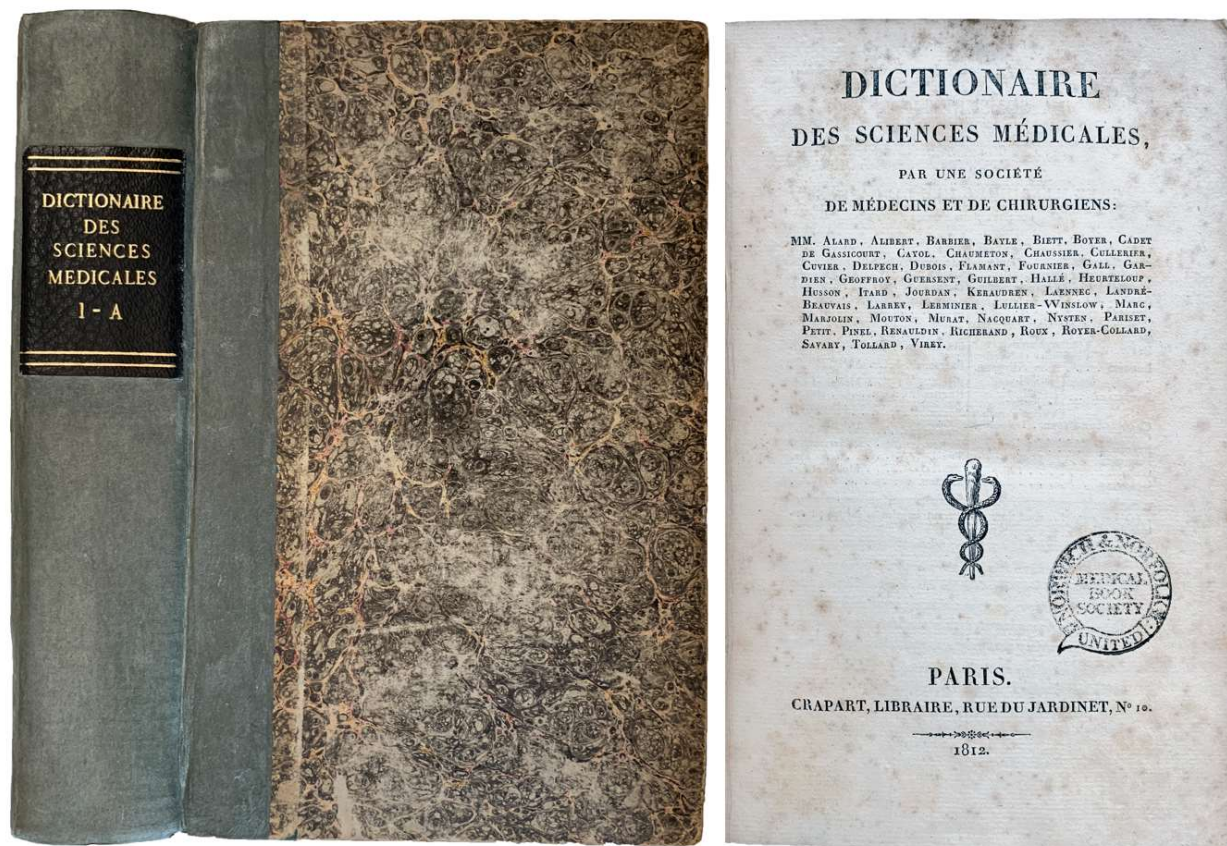 DICTIONAIRE
DES
SCIENCES
MEDICALES
1-A
DICTIONAIRE
DES SCIENCES MÉDICALES,
PAR UNE SOCIÉTÉ
DE MÉDECINS ET DE CHIRURGIENS:
MM. ALARD, ALIBERT, BARBIER, BAYLE, BIETT, BOYER, CADET
DE GASSICOURT, CAYOL, CHAUMETON, CHAUSSIER, CULLERIER,
CUVIER, DELPECH, DUBOIS, FLAMANT, FOURNIER, GALL, GAR-
DIEN, GEOFFROY, GUERSENT, GUILBERT, HALLÉ, HEURTELOUP,
HUSSON, ITARD, JOURDAN, KERAUDREN, LAENNEC, LANDRÉ-
BEAUVAIS, LARREY, LERMINIER, LULLIER-WINSLOW, MARC,
MARJOLIN, MOUTON, MURAT, NACQUART, NYSTEN, PARISET,
PETIT, PINEL, RENAULDIN, RICHERAND, ROUX, ROYER-COLLARD,
SAVARY, TOLLARD, VIREY.
NORWICH & NORFOLK
MEDICAL
BOOK
SOCIETY
UNITED
PARIS.
CRAPART, LIBRAIRE, RUE DU JARDINET, N° 10.
1812.